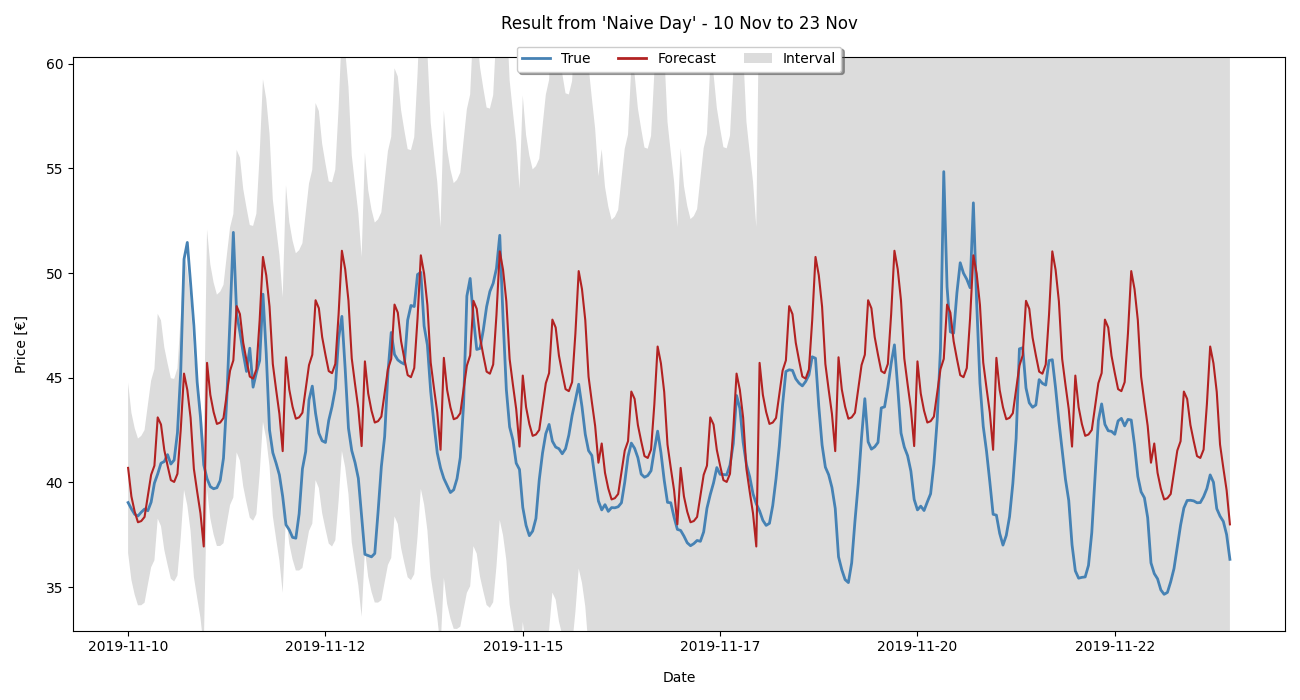 Result from 'Naive Day' - 10 Nov to 23 Nov
True Forecast Interval
60
55
50
45
40
35
Price [€]
2019-11-10 2019-11-12 2019-11-15 2019-11-17 2019-11-20 2019-11-22
Date